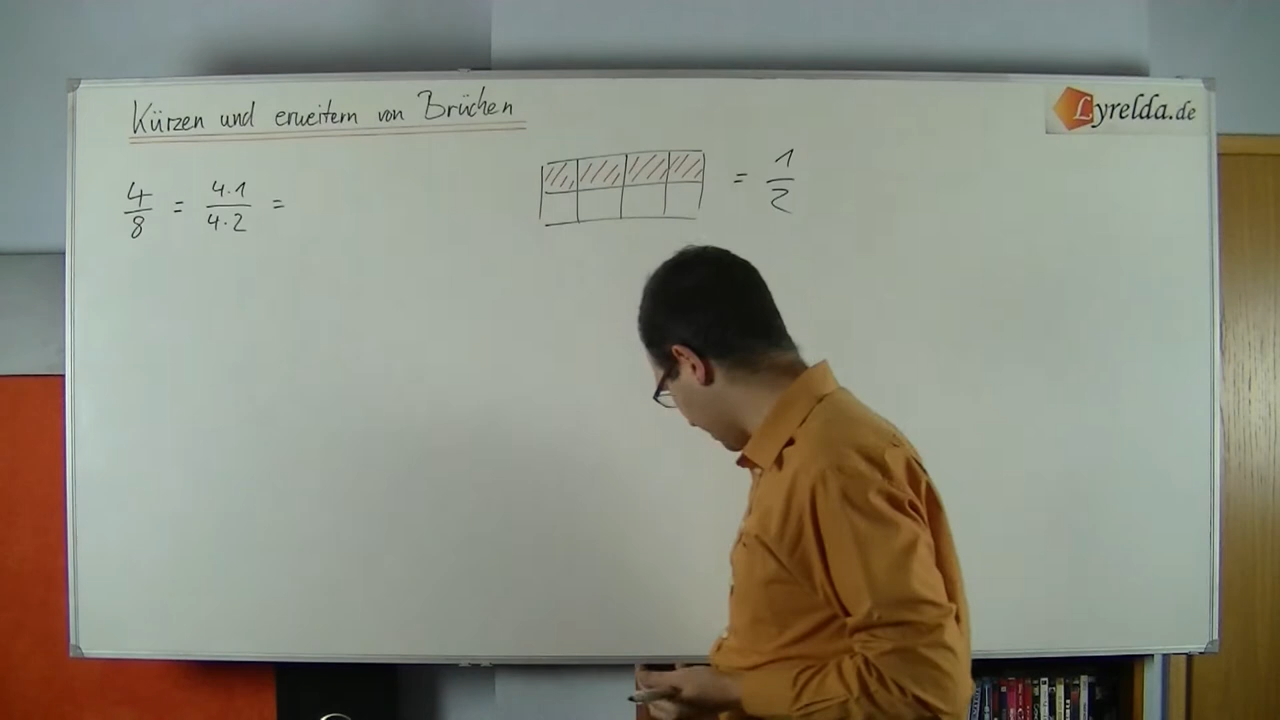 Kürzen und erweitern von Brüchen
Lyrelda.de
4/8 = 4·1/4·2 =
= 1/2